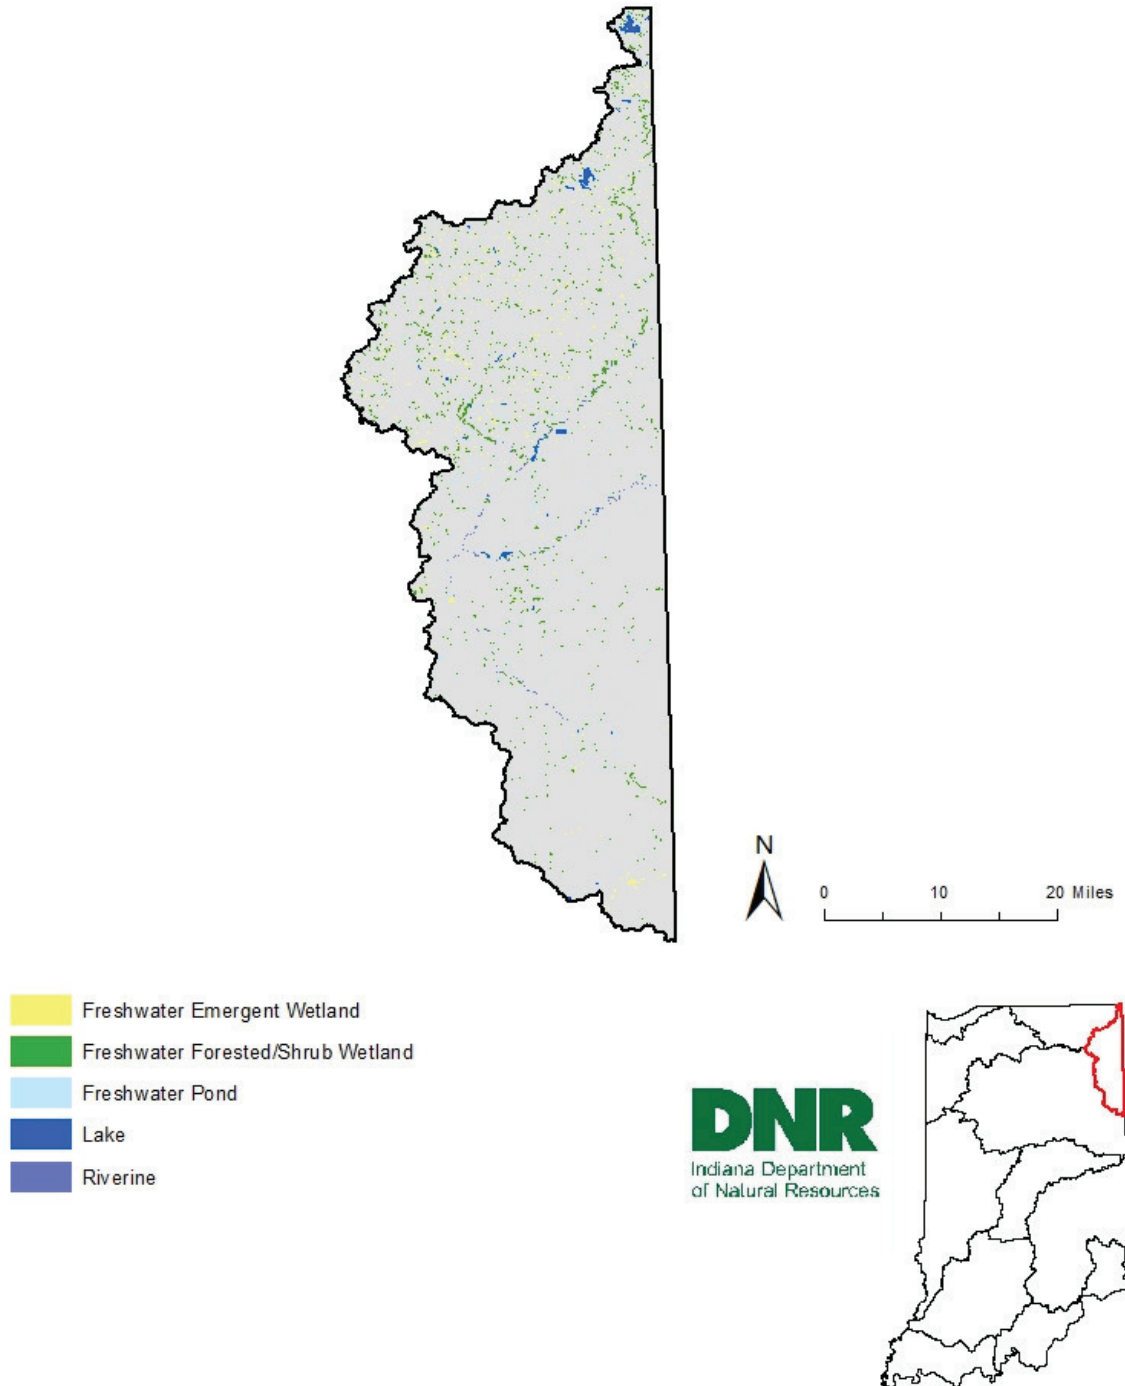 N
0 10 20 Miles
Freshwater Emergent Wetland
Freshwater Forested/Shrub Wetland
Freshwater Pond
Lake
Riverine
DNR
Indiana Department
of Natural Resources